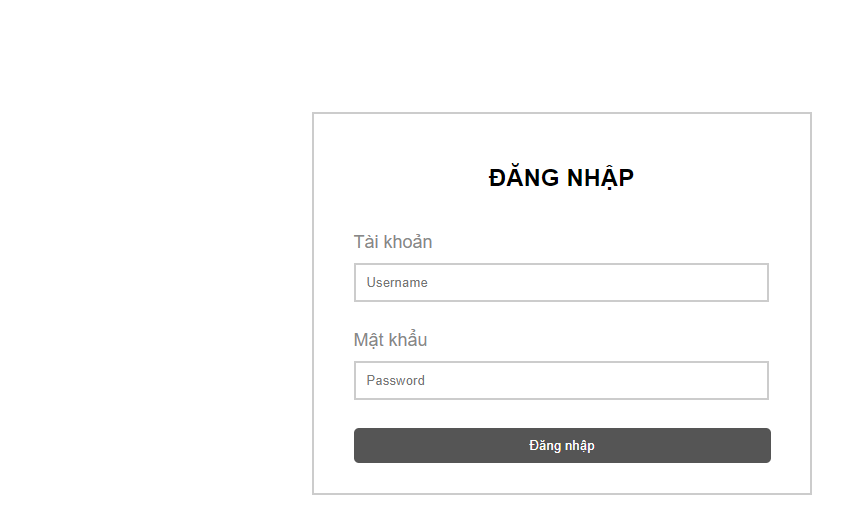 ĐĂNG NHẬP
Tài khoản
Username
Mật khẩu
Password
Đăng nhập